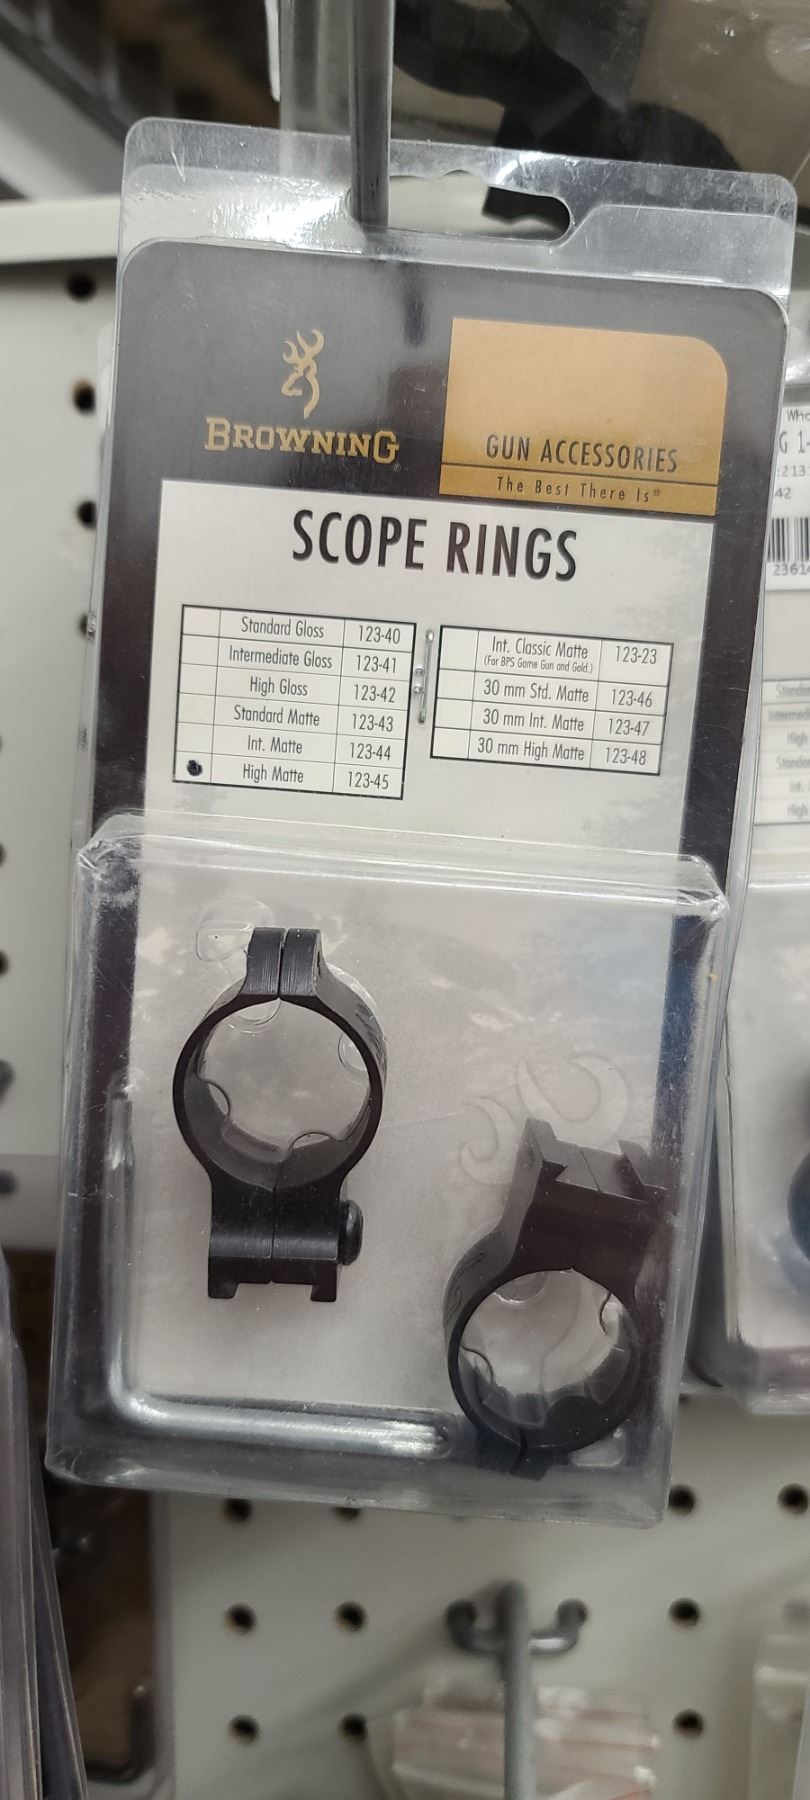 BROWNING
GUN ACCESSORIES
The Best There Is®
SCOPE RINGS
Standard Gloss 123-40
Intermediate Gloss 123-41
High Gloss 123-42
Standard Matte 123-43
Int. Matte 123-44
High Matte 123-45
Int. Classic Matte 123-23
(For BPS Game Gun and Gold.)
30 mm Std. Matte 123-46
30 mm Int. Matte 123-47
30 mm High Matte 123-48
G 1-
42